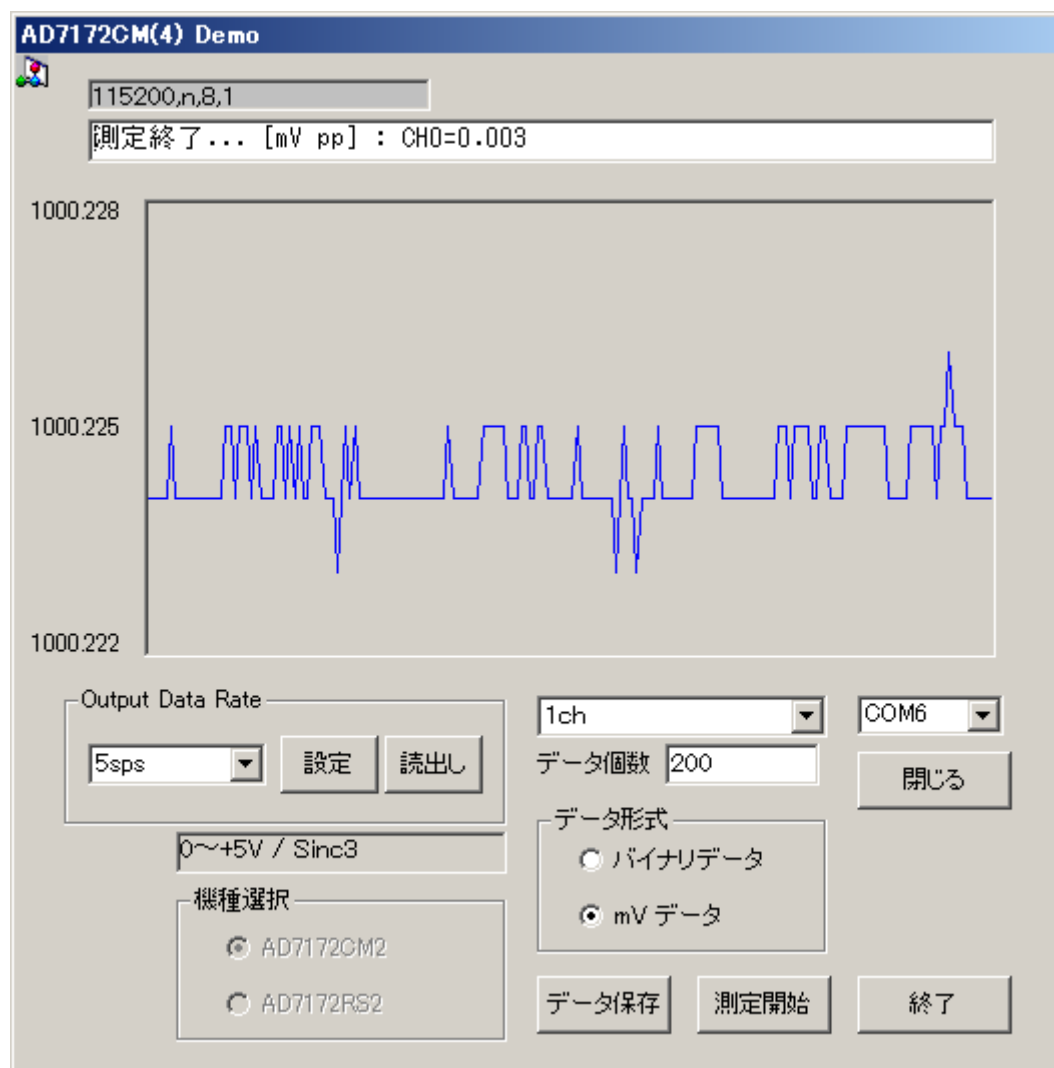 AD7172CM(4) Demo
115200,n,8,1
測定終了... [mV pp] : CH0=0.003
1000.228
1000.225
1000.222
Output Data Rate
5sps
設定
読出し
1ch
COM6
データ個数
200
閉じる
0～+5V / Sinc3
データ形式
バイナリデータ
mV データ
機種選択
AD7172CM2
AD7172RS2
データ保存
測定開始
終了